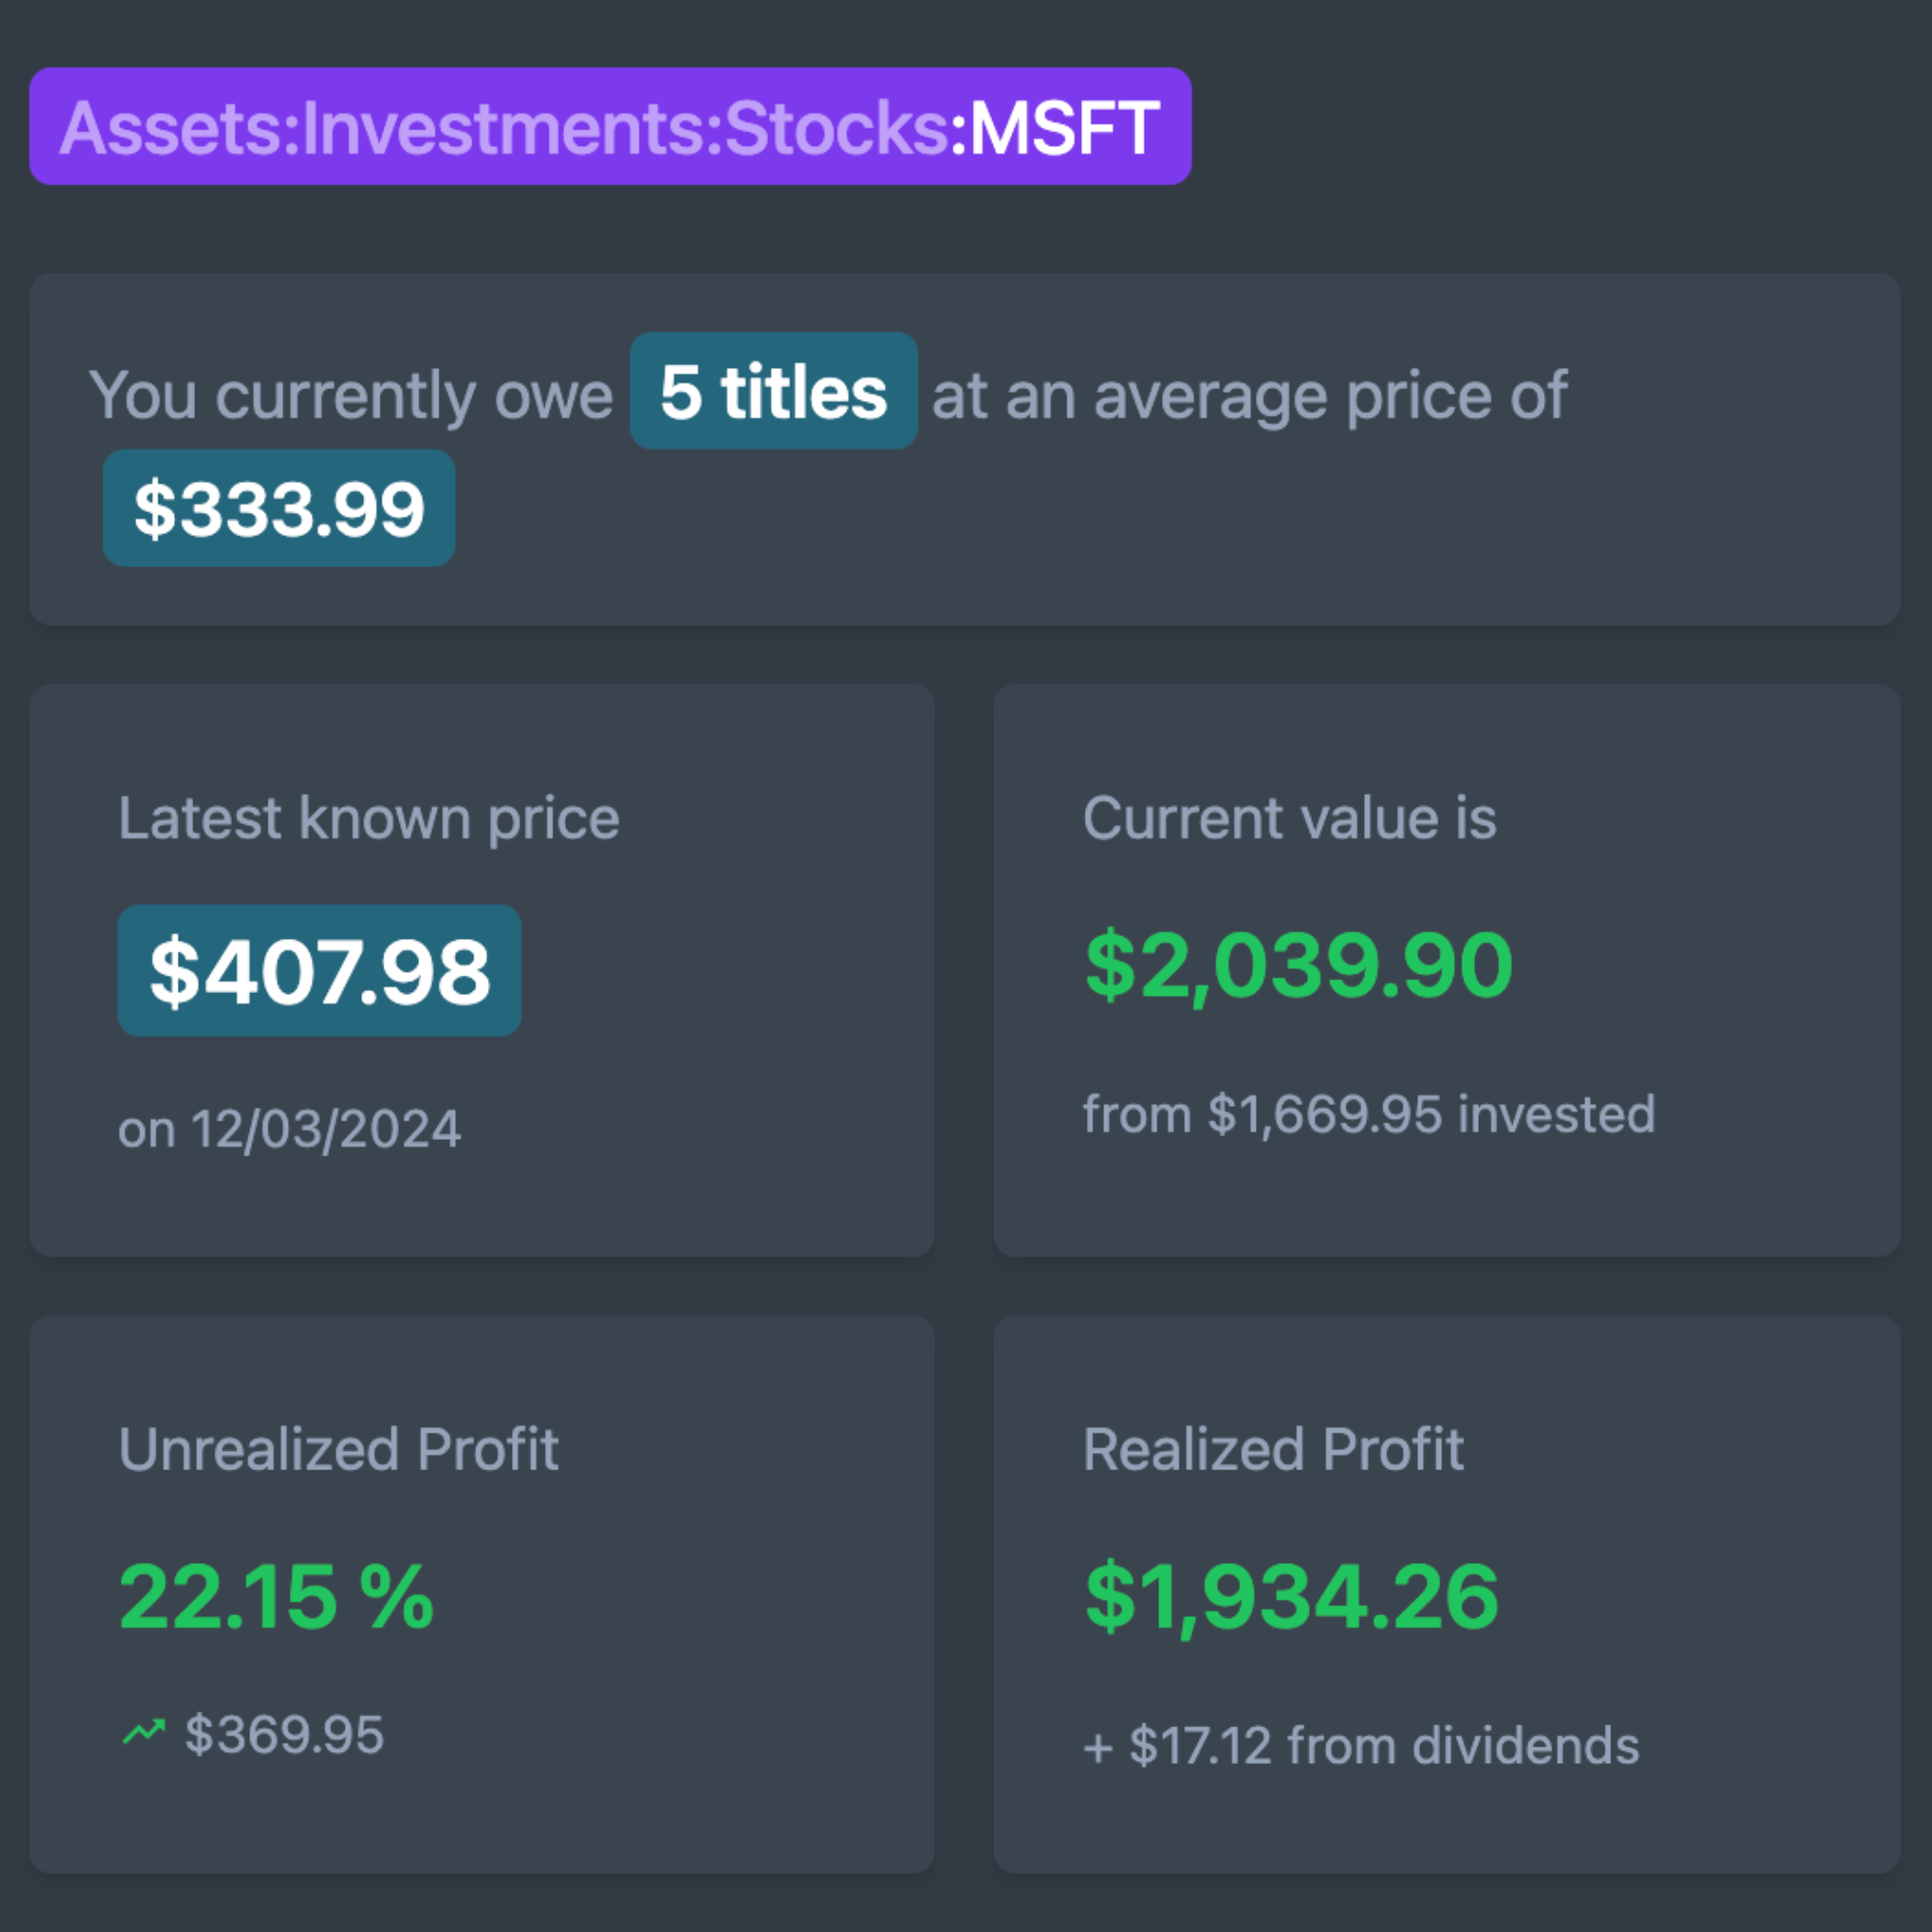 Assets:Investments:Stocks:MSFT
You currently owe 5 titles at an average price of
$333.99
Latest known price
$407.98
on 12/03/2024
Current value is
$2,039.90
from $1,669.95 invested
Unrealized Profit
22.15 %
$369.95
Realized Profit
$1,934.26
+ $17.12 from dividends